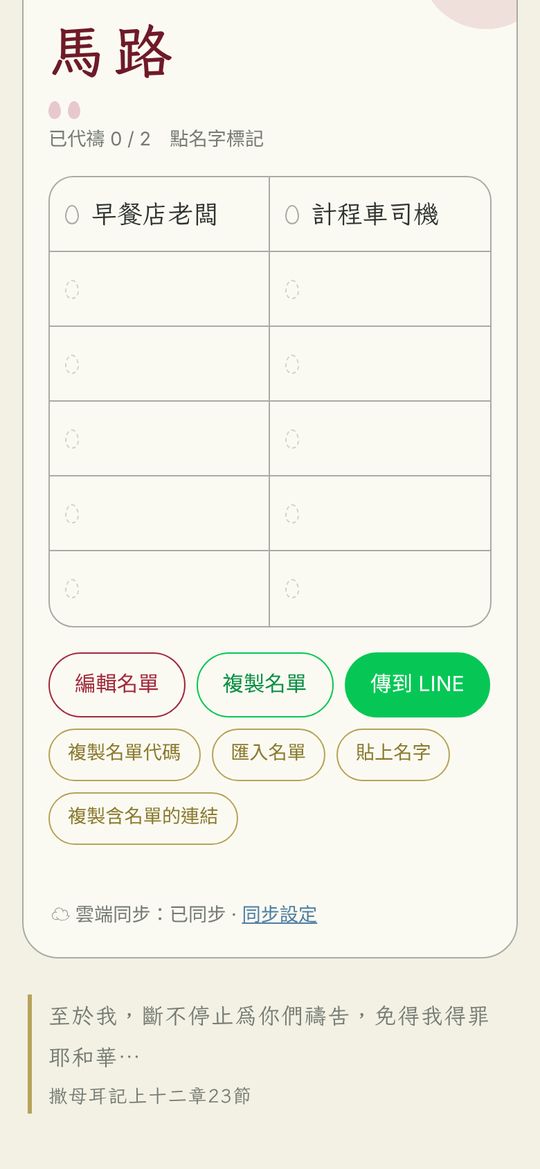 馬路
已代禱 0 / 2　點名字標記
早餐店老闆　計程車司機
編輯名單　複製名單　傳到 LINE
複製名單代碼　匯入名單　貼上名字
複製含名單的連結
雲端同步：已同步 · 同步設定
至於我，斷不停止為你們禱告，免得我得罪
耶和華…
撒母耳記上十二章23節